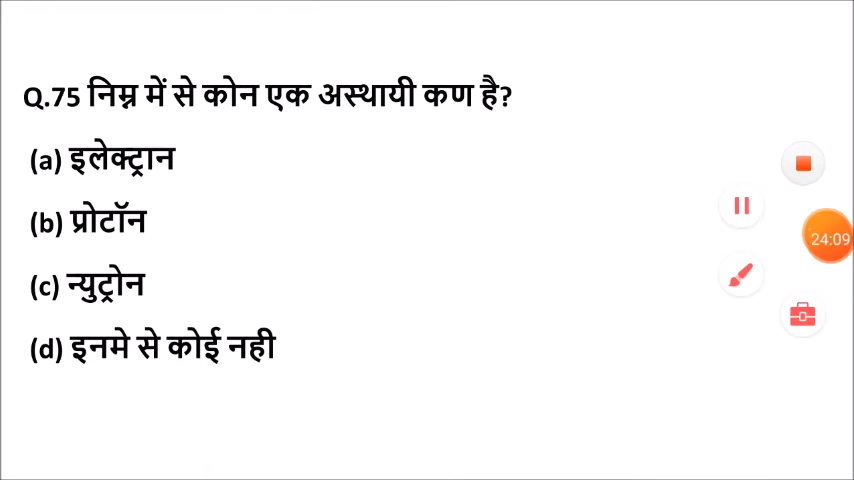 Q.75 निम्न में से कोन एक अस्थायी कण है?
(a) इलेक्ट्रान
(b) प्रोटॉन
(c) न्युट्रोन
(d) इनमे से कोई नही
24:09